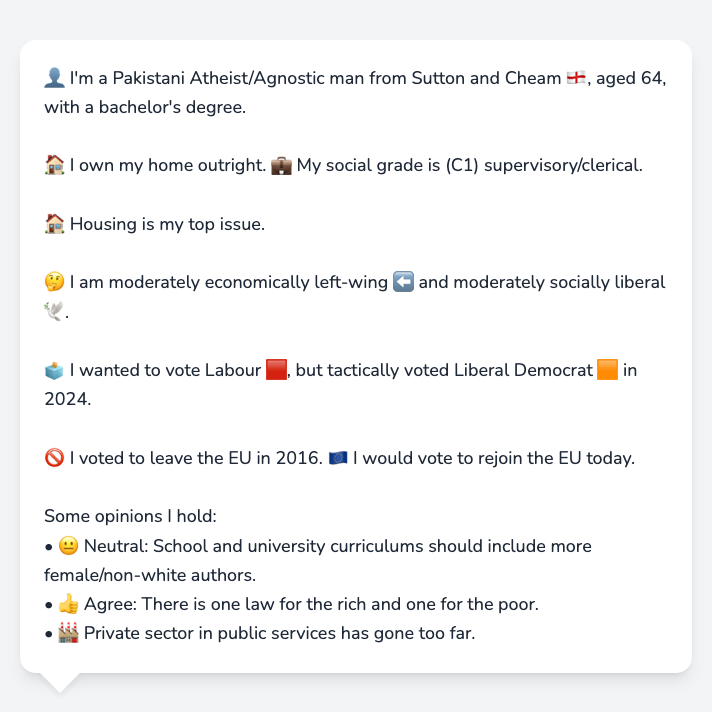 👤 I'm a Pakistani Atheist/Agnostic man from Sutton and Cheam 🏴󠁧󠁢󠁥󠁮󠁧󠁿, aged 64,
with a bachelor's degree.
🏠 I own my home outright. 💼 My social grade is (C1) supervisory/clerical.
🏠 Housing is my top issue.
🤔 I am moderately economically left-wing ⬅️ and moderately socially liberal
🕊️.
🗳️ I wanted to vote Labour 🟥, but tactically voted Liberal Democrat 🟧 in
2024.
🚫 I voted to leave the EU in 2016. 🇪🇺 I would vote to rejoin the EU today.
Some opinions I hold:
• 😐 Neutral: School and university curriculums should include more
female/non-white authors.
• 👍 Agree: There is one law for the rich and one for the poor.
• 🏭 Private sector in public services has gone too far.